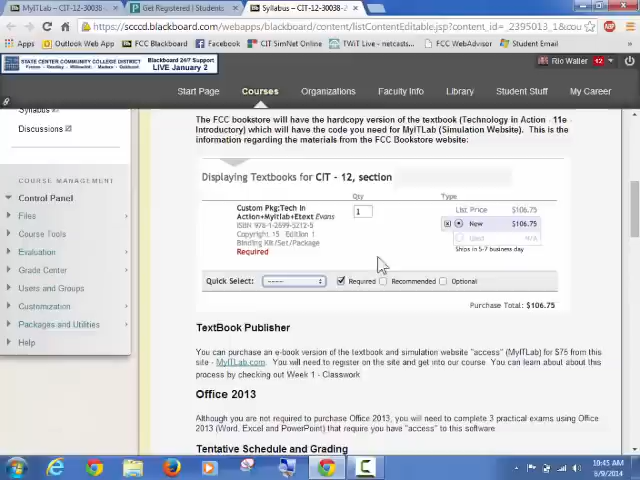 MyITLab – CIT-12-30038-
Get Registered | Students
Syllabus – CIT-12-30038-2
https://scccd.blackboard.com/webapps/blackboard/content/listContentEditable.jsp?content_id=_2395013_1&cou
Apps
Outlook Web App
FCC Blackboard
Facebook
CIT SimNet Online
TWiT Live - netcasts...
FCC WebAdvisor
Student Email
STATE CENTER COMMUNITY COLLEGE DISTRICT
Blackboard 24/7 Support
LIVE January 2
Rio Waller 12
Start Page
Courses
Organizations
Faculty Info
Library
Student Stuff
My Career
Syllabus
Discussions
COURSE MANAGEMENT
Control Panel
Files
Course Tools
Evaluation
Grade Center
Users and Groups
Customization
Packages and Utilities
Help
The FCC bookstore will have the hardcopy version of the textbook (Technology in Action - 11e -
Introductory) which will have the code you need for MyITLab (Simulation Website). This is the
information regarding the materials from the FCC Bookstore website:
Displaying Textbooks for CIT - 12, section
Qty
Type
Custom Pkg:Tech In
Action+Myitlab+Etext Evans
ISBN 978-1-2699-3212-5
Copyright 15 Edition 1
Binding Kit/Set/Package
Required
1
List Price $106.75
New $106.75
Used N/A
Ships in 5-7 business day
Quick Select: ----
Required
Recommended
Optional
Purchase Total: $106.75
TextBook Publisher
You can purchase an e-book version of the textbook and simulation website "access" (MyITLab) for $75 from this
site - MyITLab.com. You will need to register on the site and get into our course. You can learn about about this
process by checking out Week 1 - Classwork
Office 2013
Although you are not required to purchase Office 2013, you will need to complete 3 practical exams using Office
2013 (Word, Excel and PowerPoint) that require you have "access" to this software
Tentative Schedule and Grading
10:45 AM
8/9/2014